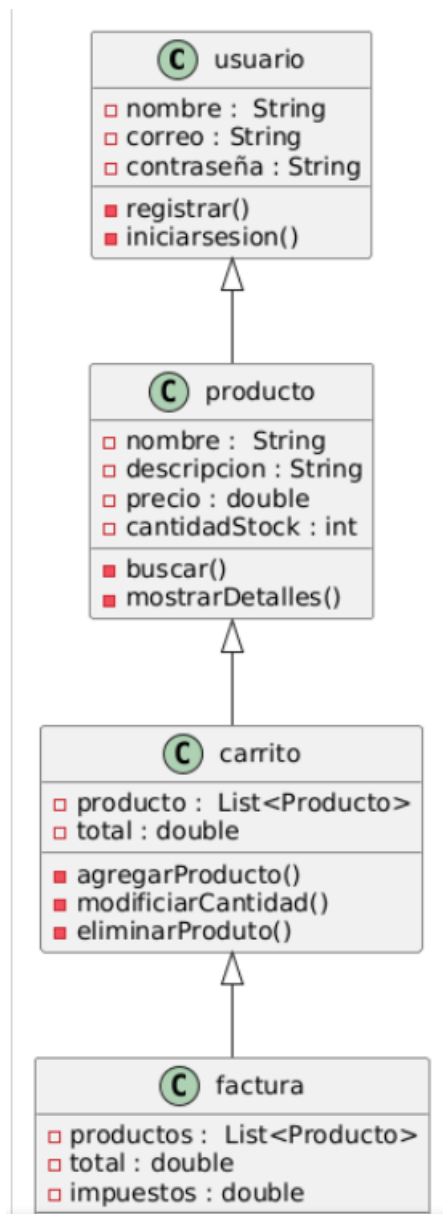 C usuario
nombre : String
correo : String
contraseña : String
registrar()
iniciarsesion()
C producto
nombre : String
descripcion : String
precio : double
cantidadStock : int
buscar()
mostrarDetalles()
C carrito
producto : List<Producto>
total : double
agregarProducto()
modificiarCantidad()
eliminarProduto()
C factura
productos : List<Producto>
total : double
impuestos : double